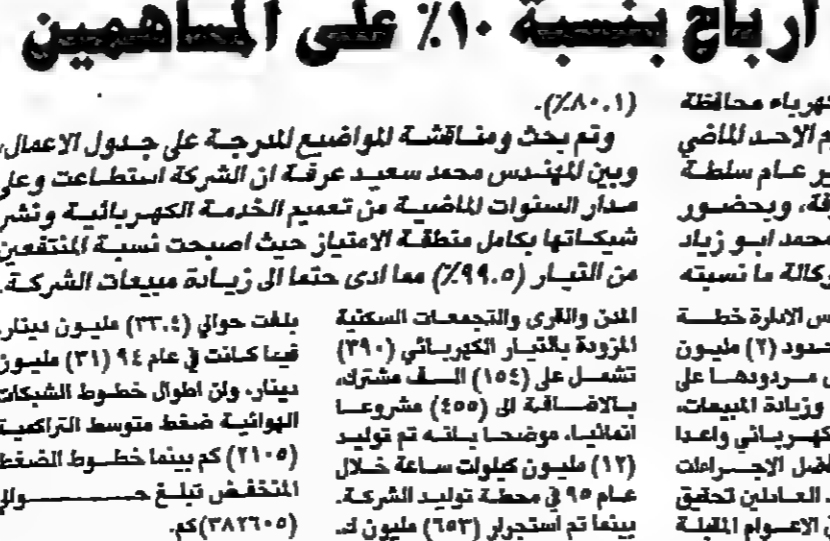 ارباح بنسبة ١٠٪ على المساهمين
كهرباء محافظة
م الاحد الماضي
ير عام سلطة
قة، وبحضور
محمد ابو زياد
وكالة ما نسبته
(٨٠.١٪).
وتم بحث ومناقشة المواضيع المدرجة على جدول الاعمال،
وبين المهندس محمد سعيد عرفة ان الشركة استطاعت وعلى
مدار السنوات الماضية من تعميم الخدمة الكهربائية ونشر
شبكاتها بكامل منطقة الامتياز حيث اصبحت نسبة المنتفعين
من التيار (٩٩.٥٪) مما ادى حتما الى زيادة مبيعات الشركة.
س الادارة خطة
حدود (٢) مليون
مردودها على
وزيادة المبيعات،
كهربائي واعدا
فضل الاجراءات
العاملين تحقيق
الاعوام المقبلة
المدن والقرى والتجمعات السكنية
المزودة بالتيار الكهربائي (٣٩٠)
تشمل على (١٥٤) الف مشترك،
بالاضافة الى (٤٥٥) مشروعا
انمائيا، موضحا بانه تم توليد
(١٢) مليون كيلوات ساعة خلال
عام ٩٥ في محطة توليد الشركة.
بينما تم استجرار (٦٥٣) مليون ك.
بلغت حوالي (٣٣.٤) مليون دينار.
فيما كانت في عام ٩٤ (٣١) مليون
دينار، وان اطوال خطوط الشبكات
الهوائية ضغط متوسط التراكمية
(٢١٠٥) كم بينما خطوط الضغط
المنخفض تبلغ حوالي
(٣٨٢٦٠٥)كم.